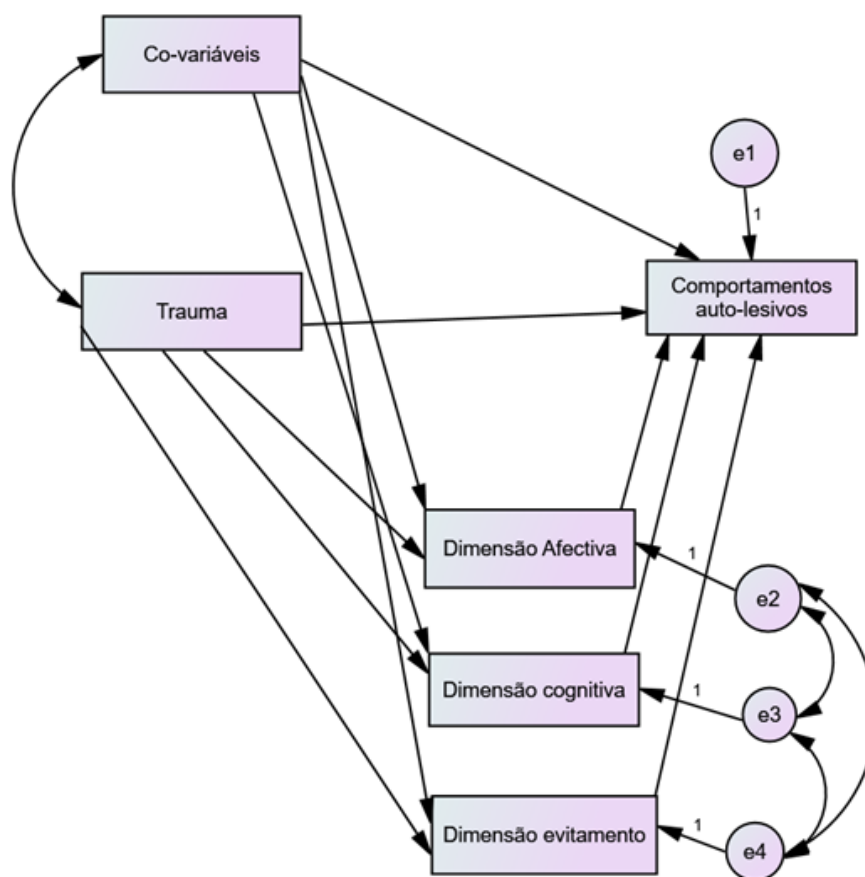 Co-variáveis
e1
1
Comportamentos
auto-lesivos
Trauma
Dimensão Afectiva
1
e2
Dimensão cognitiva
1
e3
Dimensão evitamento
1
e4